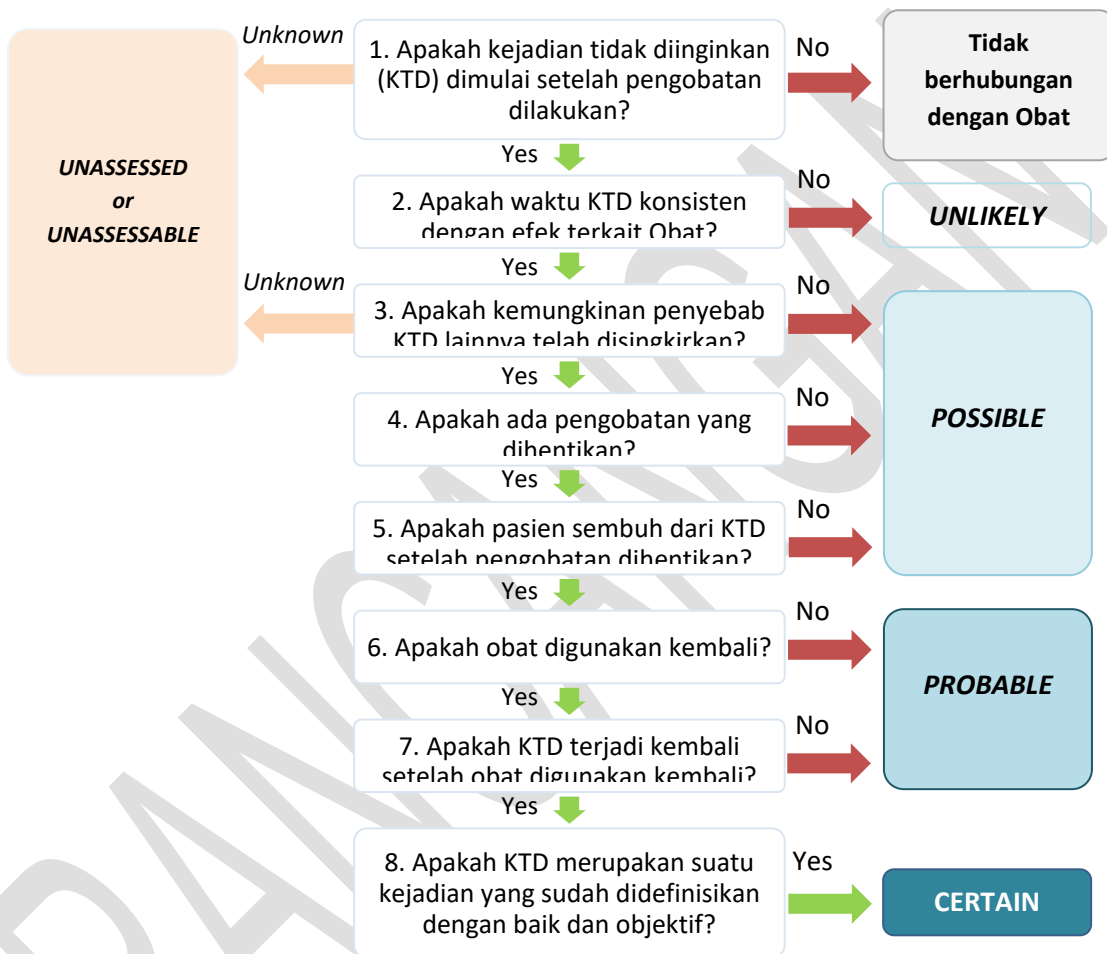 Unknown
1. Apakah kejadian tidak diinginkan
(KTD) dimulai setelah pengobatan
dilakukan?
No
Tidak
berhubungan
dengan Obat
UNASSESSED
or
UNASSESSABLE
Yes
2. Apakah waktu KTD konsisten
dengan efek terkait Obat?
No
UNLIKELY
Yes
Unknown
3. Apakah kemungkinan penyebab
KTD lainnya telah disingkirkan?
No
POSSIBLE
Yes
4. Apakah ada pengobatan yang
dihentikan?
No
Yes
5. Apakah pasien sembuh dari KTD
setelah pengobatan dihentikan?
No
Yes
6. Apakah obat digunakan kembali?
No
PROBABLE
Yes
7. Apakah KTD terjadi kembali
setelah obat digunakan kembali?
No
Yes
8. Apakah KTD merupakan suatu
kejadian yang sudah didefinisikan
dengan baik dan objektif?
Yes
CERTAIN